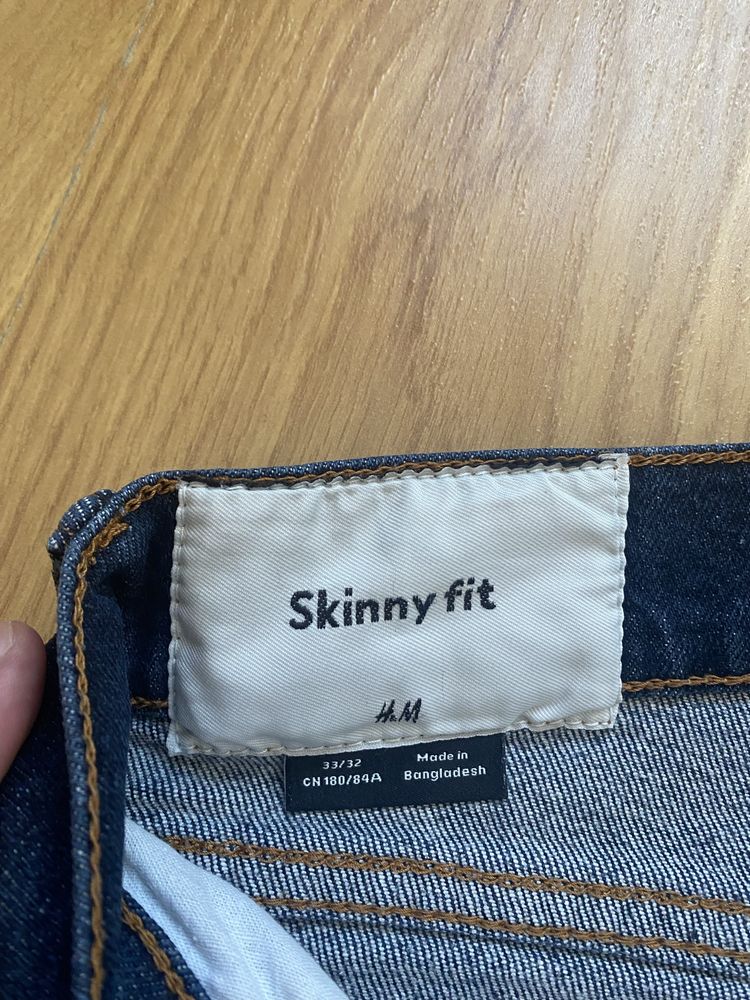 Skinny fit
H&M
33/32
CN 180/84A
Made in
Bangladesh